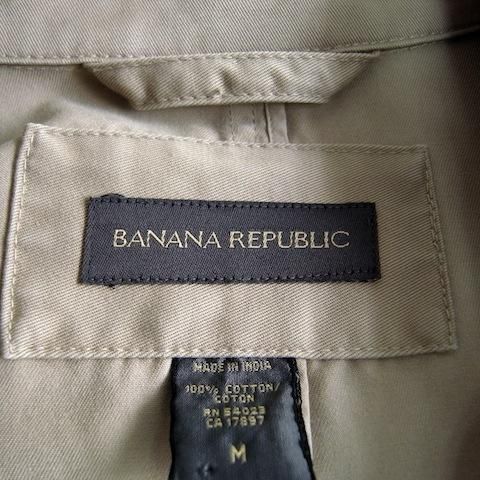 BANANA REPUBLIC
MADE IN INDIA
100% COTTON/
COTON
RN 54023
CA 17897
M